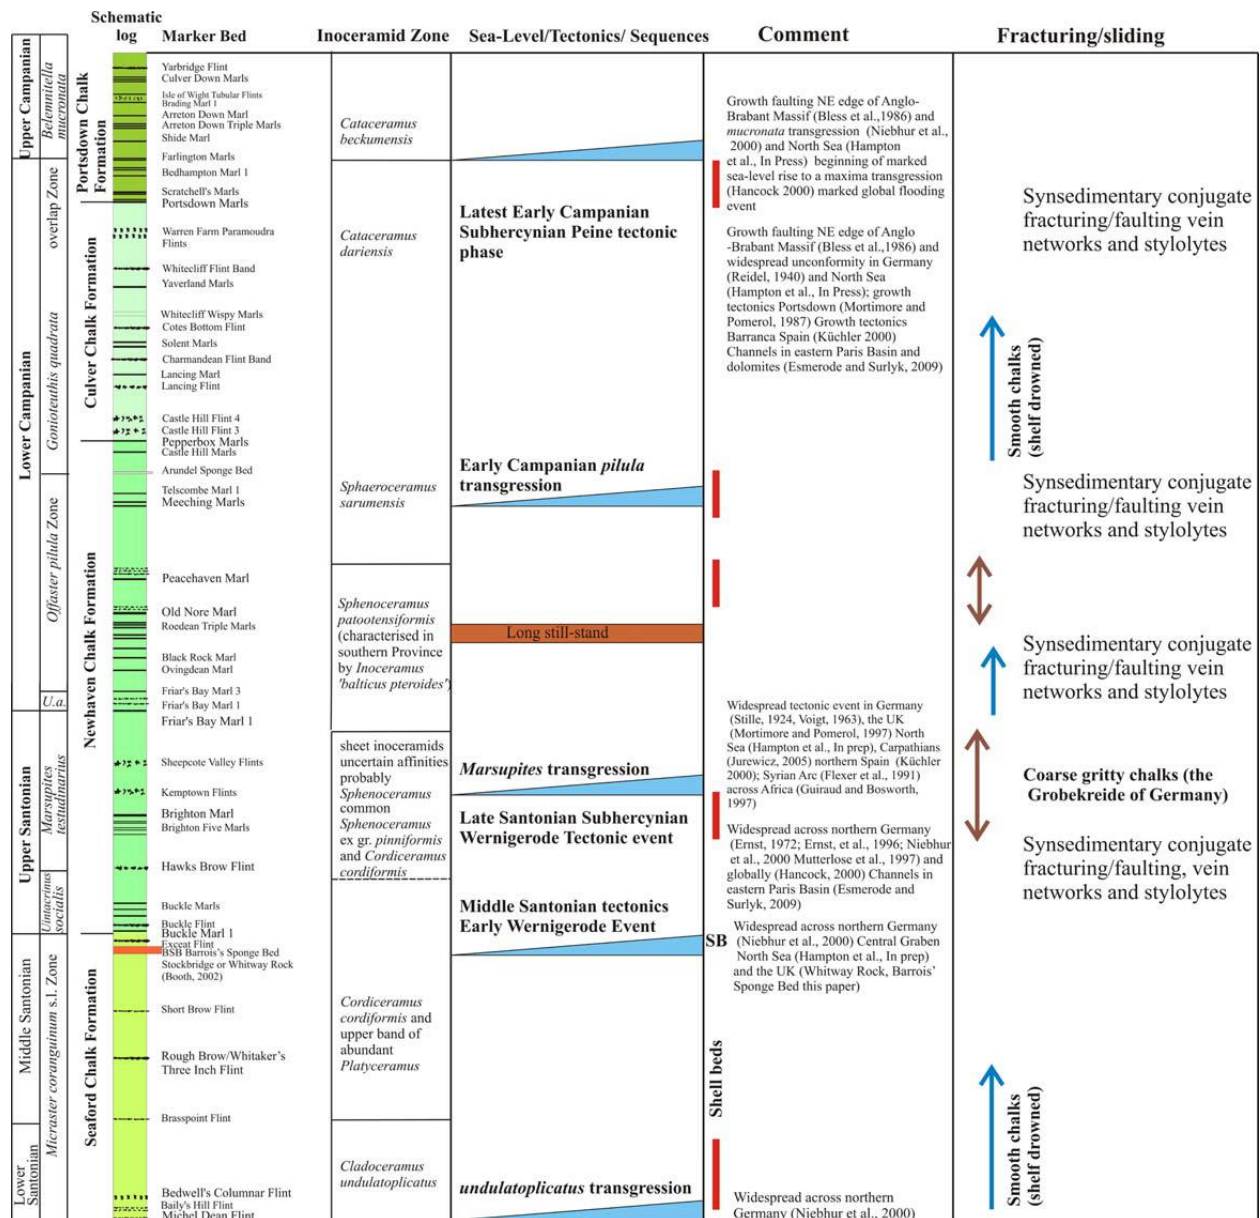 Schematic
log
Marker Bed
Inoceramid Zone
Sea-Level/Tectonics/ Sequences
Comment
Fracturing/sliding
Upper Campanian
Lower Campanian
Upper Santonian
Middle Santonian
Lower
Santonian
Belemnitella
mucronata
overlap Zone
Gonioteuthis quadrata
Offaster pilula Zone
U.a.
Marsupites
testudinarius
Uintacrinus
socialis
Micraster coranguinum s.l. Zone
Portsdown Chalk
Formation
Culver Chalk Formation
Newhaven Chalk Formation
Seaford Chalk Formation
Yarbridge Flint
Culver Down Marls
Isle of Wight Tubular Flints
Brading Marl 1
Arreton Down Marl
Arreton Down Triple Marls
Shide Marl
Farlington Marls
Bedhampton Marl 1
Scratchell's Marls
Portsdown Marls
Warren Farm Paramoudra
Flints
Whitecliff Flint Band
Yaverland Marls
Whitecliff Wispy Marls
Cotes Bottom Flint
Solent Marls
Charmandean Flint Band
Lancing Marl
Lancing Flint
Castle Hill Flint 4
Castle Hill Flint 3
Pepperbox Marls
Castle Hill Marls
Arundel Sponge Bed
Telscombe Marl 1
Meeching Marls
Peacehaven Marl
Old Nore Marl
Roedean Triple Marls
Black Rock Marl
Ovingdean Marl
Friar's Bay Marl 3
Friar's Bay Marl 1
Friar's Bay Marl 1
Sheepcote Valley Flints
Kemptown Flints
Brighton Marl
Brighton Five Marls
Hawks Brow Flint
Buckle Marls
Buckle Flint
Buckle Marl 1
Exceat Flint
BSB Barrois's Sponge Bed
Stockbridge or Whitway Rock
(Booth, 2002)
Short Brow Flint
Rough Brow/Whitaker's
Three Inch Flint
Brasspoint Flint
Bedwell's Columnar Flint
Baily's Hill Flint
Michel Dean Flint
Cataceramus
beckumensis
Cataceramus
dariensis
Sphaeroceramus
sarumensis
Sphenoceramus
patootensiformis
(characterised in
southern Province
by Inoceramus
'balticus pteroides')
sheet inoceramids
uncertain affinities
probably
Sphenoceramus
common
Sphenoceramus
ex gr. pinniformis
and Cordiceramus
cordiformis
Cordiceramus
cordiformis and
upper band of
abundant
Platyceramus
Cladoceramus
undulatoplicatus
Latest Early Campanian
Subhercynian Peine tectonic
phase
Early Campanian pilula
transgression
Long still-stand
Marsupites transgression
Late Santonian Subhercynian
Wernigerode Tectonic event
Middle Santonian tectonics
Early Wernigerode Event
undulatoplicatus transgression
SB
Shell beds
Growth faulting NE edge of Anglo-
Brabant Massif (Bless et al.,1986) and
mucronata transgression (Niebhur et al.,
2000) and North Sea (Hampton
et al., In Press) beginning of marked
sea-level rise to a maxima transgression
(Hancock 2000) marked global flooding
event
Growth faulting NE edge of Anglo
-Brabant Massif (Bless et al.,1986) and
widespread unconformity in Germany
(Reidel, 1940) and North Sea
(Hampton et al., In Press); growth
tectonics Portsdown (Mortimore and
Pomerol, 1987) Growth tectonics
Barranca Spain (Küchler 2000)
Channels in eastern Paris Basin and
dolomites (Esmerode and Surlyk, 2009)
Widespread tectonic event in Germany
(Stille, 1924, Voigt, 1963), the UK
(Mortimore and Pomerol, 1997) North
Sea (Hampton et al., In prep), Carpathians
(Jurewicz, 2005) northern Spain (Küchler
2000); Syrian Arc (Flexer et al., 1991)
across Africa (Guiraud and Bosworth,
1997)
Widespread across northern Germany
(Ernst, 1972; Ernst, et al., 1996; Niebhur
et al., 2000 Mutterlose et al., 1997) and
globally (Hancock, 2000) Channels in
eastern Paris Basin (Esmerode and
Surlyk, 2009)
Widespread across northern Germany
(Niebhur et al., 2000) Central Graben
North Sea (Hampton et al., In prep)
and the UK (Whitway Rock, Barrois'
Sponge Bed this paper)
Widespread across northern
Germany (Niebhur et al., 2000)
Synsedimentary conjugate
fracturing/faulting vein
networks and stylolytes
Smooth chalks
(shelf drowned)
Synsedimentary conjugate
fracturing/faulting vein
networks and stylolytes
Synsedimentary conjugate
fracturing/faulting vein
networks and stylolytes
Coarse gritty chalks (the
Grobekreide of Germany)
Synsedimentary conjugate
fracturing/faulting, vein
networks and stylolytes
Smooth chalks
(shelf drowned)